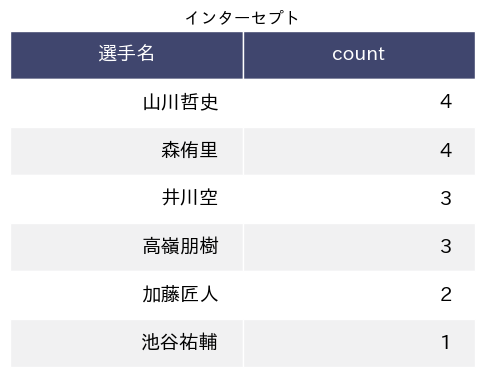 インターセプト
選手名 count
山川哲史 4
森侑里 4
井川空 3
高嶺朋樹 3
加藤匠人 2
池谷祐輔 1